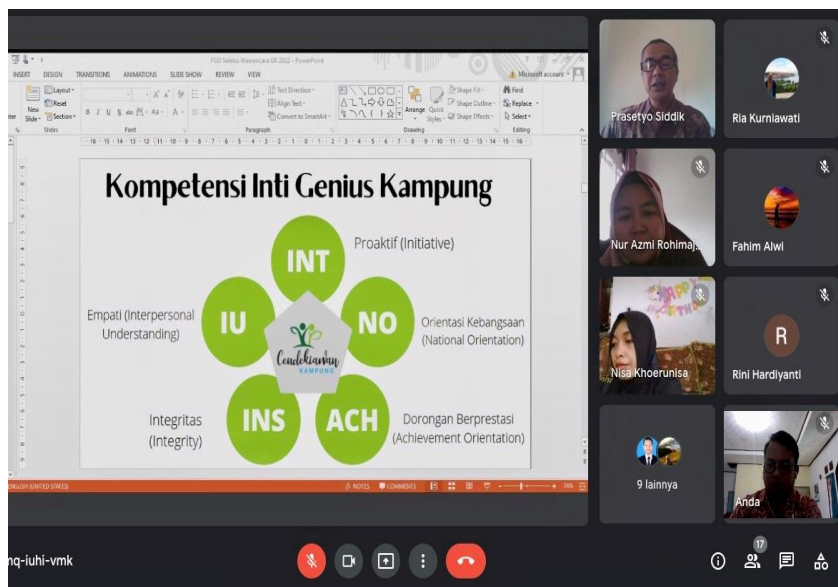 FGD Seleksi Wawancara GK 2022 - PowerPoint
INSERT DESIGN TRANSITIONS ANIMATIONS SLIDE SHOW REVIEW VIEW
Microsoft account
New
Slide
Layout
Reset
Section
Slides
Font
Text Direction
Align Text
Convert to SmartArt
Paragraph
Arrange
Quick
Styles
Shape Fill
Shape Outline
Shape Effects
Drawing
Find
Replace
Select
Editing
Kompetensi Inti Genius Kampung
INT
Proaktif (Initiative)
IU
Empati (Interpersonal
Understanding)
NO
Orientasi Kebangsaan
(National Orientation)
Cendekiawan
KAMPUNG
INS
Integritas
(Integrity)
ACH
Dorongan Berprestasi
(Achievement Orientation)
ENGLISH (UNITED STATES)
NOTES COMMENTS
Prasetyo Siddik
Ria Kurniawati
Nur Azmi Rohimaj...
Fahim Alwi
Nisa Khoerunisa
R
Rini Hardiyanti
9 lainnya
Anda
nq-iuhi-vmk
17